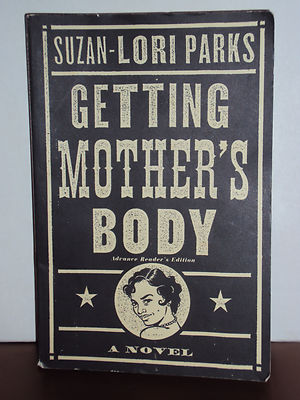 SUZAN-LORI PARKS
GETTING
MOTHER'S
BODY
Advance Reader's Edition
A NOVEL